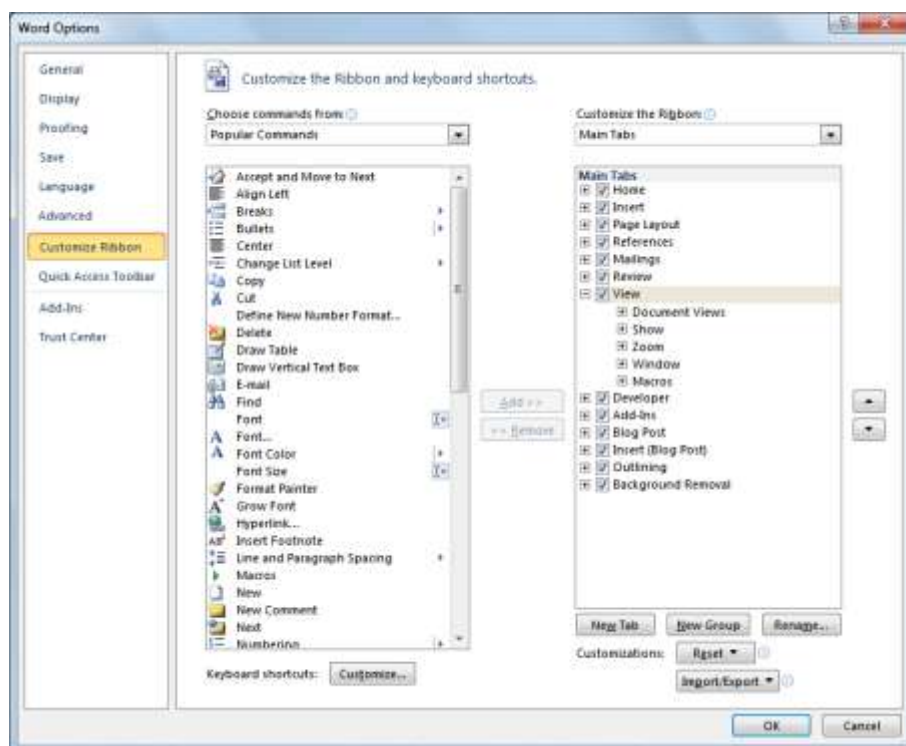 Word Options
General
Display
Proofing
Save
Language
Advanced
Customize Ribbon
Quick Access Toolbar
Add-Ins
Trust Center
Customize the Ribbon and keyboard shortcuts.
Choose commands from:
Popular Commands
Accept and Move to Next
Align Left
Breaks
Bullets
Center
Change List Level
Copy
Cut
Define New Number Format...
Delete
Draw Table
Draw Vertical Text Box
E-mail
Find
Font
Font...
Font Color
Font Size
Format Painter
Grow Font
Hyperlink...
Insert Footnote
Line and Paragraph Spacing
Macros
New
New Comment
Next
Numbering
Keyboard shortcuts: Customize...
Add >>
<< Remove
Customize the Ribbon:
Main Tabs
Main Tabs
Home
Insert
Page Layout
References
Mailings
Review
View
Document Views
Show
Zoom
Window
Macros
Developer
Add-Ins
Blog Post
Insert (Blog Post)
Outlining
Background Removal
New Tab New Group Rename...
Customizations: Reset
Import/Export
OK Cancel